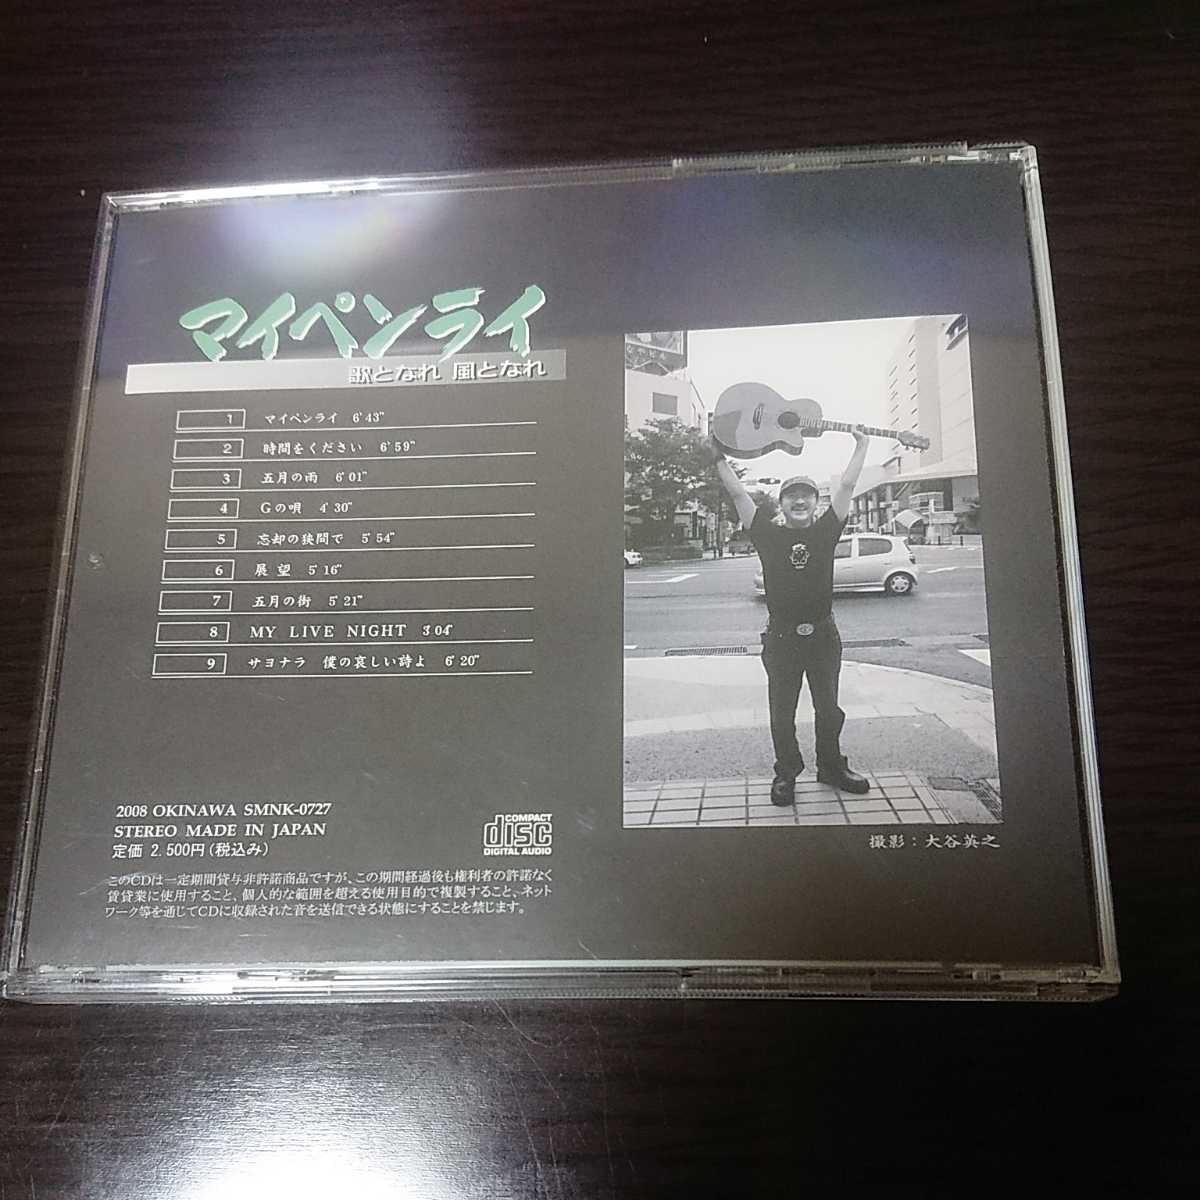 マイペンライ
歌となれ 風となれ
1 マイペンライ 6'43"
2 時間をください 6'59"
3 五月の雨 6'01"
4 Gの唄 4'30"
5 忘却の狭間で 5'54"
6 展望 5'16"
7 五月の街 5'21"
8 MY LIVE NIGHT 3'04"
9 サヨナラ 僕の哀しい詩よ 6'20"
2008 OKINAWA SMNK-0727
STEREO MADE IN JAPAN
定価 2.500円(税込み)
COMPACT
disc
DIGITAL AUDIO
このCDは一定期間貸与非許諾商品ですが、この期間経過後も権利者の許諾なく
賃貸業に使用すること、個人的な範囲を超える使用目的で複製すること、ネット
ワーク等を通じてCDに収録された音を送信できる状態にすることを禁じます。
撮影:大谷英之